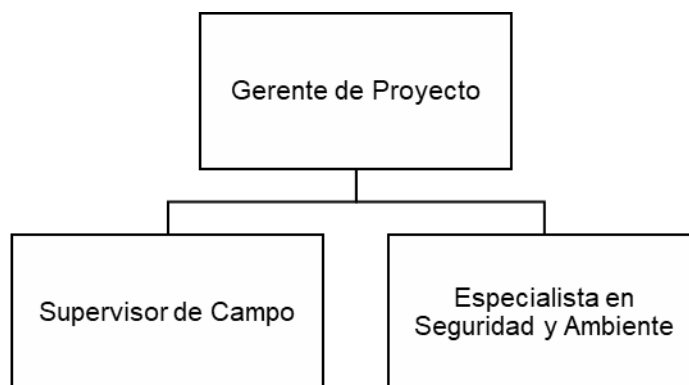 Gerente de Proyecto
Supervisor de Campo
Especialista en
Seguridad y Ambiente